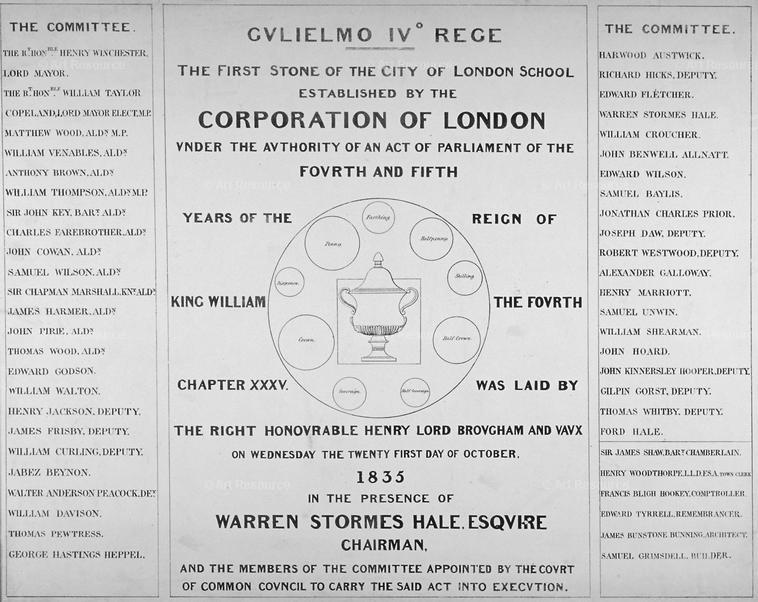 THE COMMITTEE.
THE RT. HONBLE. HENRY WINCHESTER,
LORD MAYOR.
THE RT. HONBLE WILLIAM TAYLOR
COPELAND, LORD MAYOR ELECT, M.P.
MATTHEW WOOD, ALDN. M.P.
WILLIAM VENABLES, ALDN.
ANTHONY BROWN, ALDN.
WILLIAM THOMPSON, ALDN. M.P.
SIR JOHN KEY, BART. ALDN.
CHARLES FAREBROTHER, ALDN.
JOHN COWAN, ALDN.
SAMUEL WILSON, ALDN.
SIR CHAPMAN MARSHALL, KNT. ALDN.
JAMES HARMER, ALDN.
JOHN PIRIE, ALDN.
THOMAS WOOD, ALDN.
EDWARD GODSON.
WILLIAM WALTON.
HENRY JACKSON, DEPUTY.
JAMES FRISBY, DEPUTY.
WILLIAM CURLING, DEPUTY.
JABEZ BEYNON.
WALTER ANDERSON PEACOCK, DEY.
WILLIAM DAVISON.
THOMAS PEWTRESS.
GEORGE HASTINGS HEPPEL.
GVLIELMO IVº REGE
THE FIRST STONE OF THE CITY OF LONDON SCHOOL
ESTABLISHED BY THE
CORPORATION OF LONDON
VNDER THE AVTHORITY OF AN ACT OF PARLIAMENT OF THE
FOVRTH AND FIFTH
YEARS OF THE REIGN OF
KING WILLIAM THE FOVRTH
CHAPTER XXXV. WAS LAID BY
Farthing
Penny
Halfpenny
Sixpence
Shilling
Crown
Half Crown
Sovereign
Half Sovereign
THE RIGHT HONOVRABLE HENRY LORD BROVGHAM AND VAVX
ON WEDNESDAY THE TWENTY FIRST DAY OF OCTOBER,
1835
IN THE PRESENCE OF
WARREN STORMES HALE, ESQVIRE
CHAIRMAN,
AND THE MEMBERS OF THE COMMITTEE APPOINTED BY THE COVRT
OF COMMON COVNCIL TO CARRY THE SAID ACT INTO EXECVTION.
THE COMMITTEE.
HARWOOD AUSTWICK.
RICHARD HICKS, DEPUTY.
EDWARD FLETCHER.
WARREN STORMES HALE.
WILLIAM CROUCHER.
JOHN BENWELL ALLNATT.
EDWARD WILSON.
SAMUEL BAYLIS.
JONATHAN CHARLES PRIOR.
JOSEPH DAW, DEPUTY.
ROBERT WESTWOOD, DEPUTY.
ALEXANDER GALLOWAY.
HENRY MARRIOTT.
SAMUEL UNWIN.
WILLIAM SHEARMAN.
JOHN HOARD.
JOHN KINNERSLEY HOOPER, DEPUTY.
GILPIN GORST, DEPUTY.
THOMAS WHITBY, DEPUTY.
FORD HALE.
SIR JAMES SHAW, BART. CHAMBERLAIN.
HENRY WOODTHORPE, L.L.D. F.S.A. TOWN CLERK
FRANCIS BLIGH HOOKEY, COMPTROLLER.
EDWARD TYRRELL, REMEMBRANCER.
JAMES BUNSTONE BUNNING, ARCHITECT.
SAMUEL GRIMSDELL, BUILDER.
© Art Resource